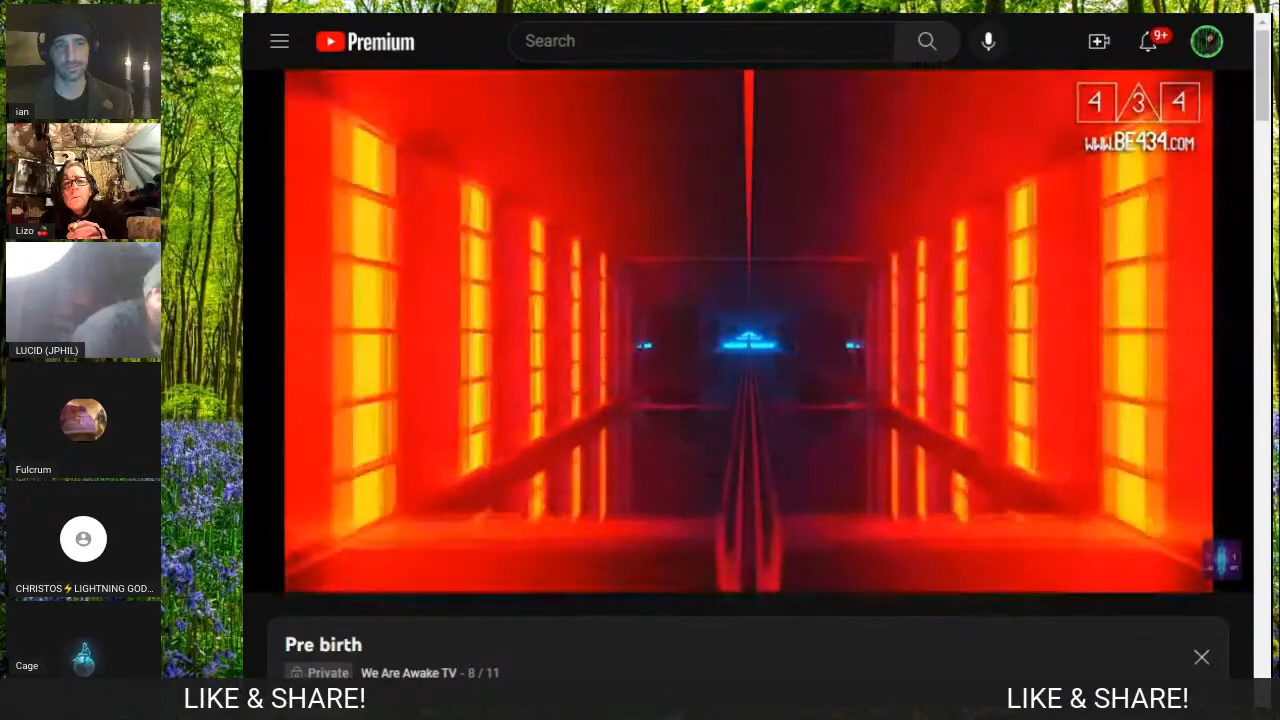 ian
Lizo 🍒
LUCID (JPHIL)
Fulcrum
CHRISTOS⚡LIGHTNING GOD...
Cage
Premium
Search
9+
4 3 4
www.BE434.com
Pre birth
Private We Are Awake TV - 8 / 11
LIKE & SHARE!
LIKE & SHARE!